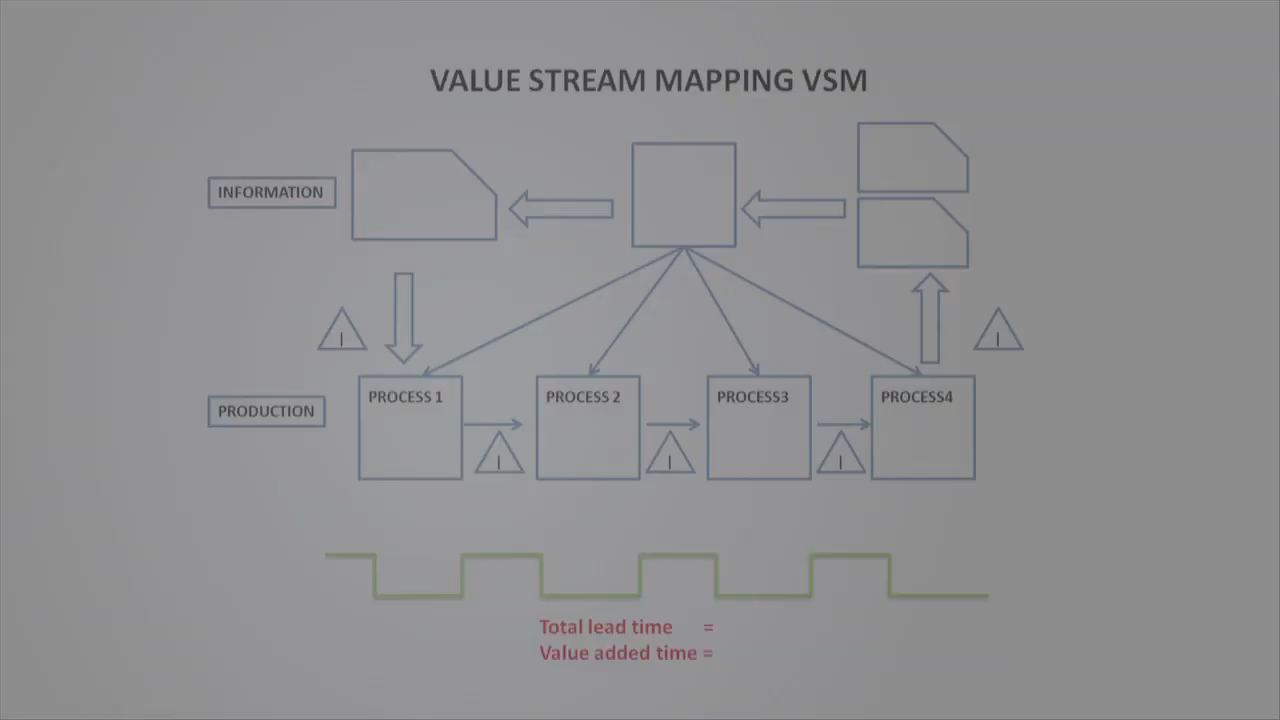 VALUE STREAM MAPPING VSM
INFORMATION
I
I
PRODUCTION
PROCESS 1
PROCESS 2
PROCESS3
PROCESS4
I
I
I
Total lead time =
Value added time =